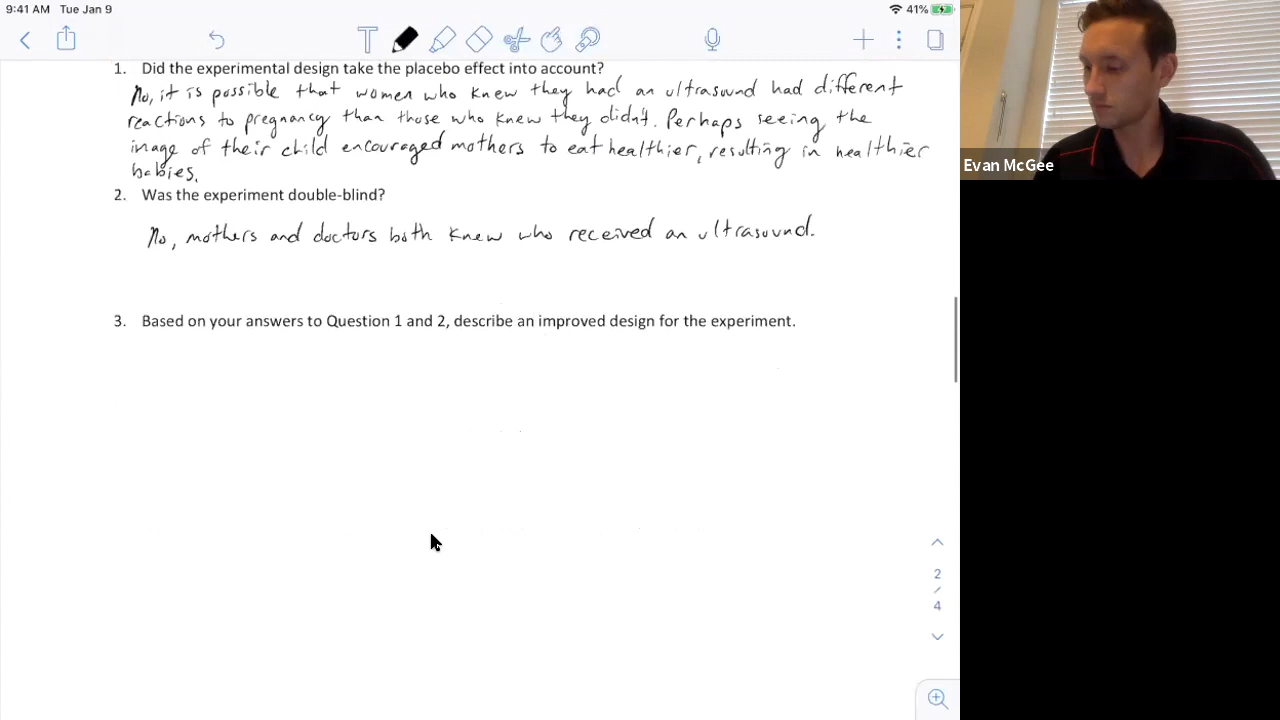 9:41 AM Tue Jan 9
41%
1. Did the experimental design take the placebo effect into account?
No, it is possible that women who knew they had an ultrasound had different
reactions to pregnancy than those who knew they didn't. Perhaps seeing the
image of their child encouraged mothers to eat healthier, resulting in healthier
babies.
Evan McGee
2. Was the experiment double-blind?
No, mothers and doctors both knew who received an ultrasound.
3. Based on your answers to Question 1 and 2, describe an improved design for the experiment.
2
/
4